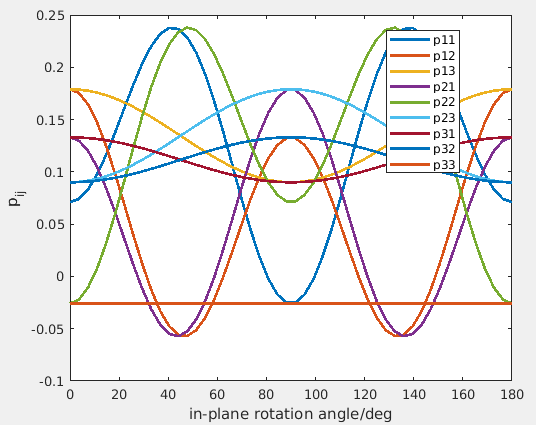 0.25
0.2
0.15
0.1
0.05
0
-0.05
-0.1
p_ij
p11
p12
p13
p21
p22
p23
p31
p32
p33
0 20 40 60 80 100 120 140 160 180
in-plane rotation angle/deg